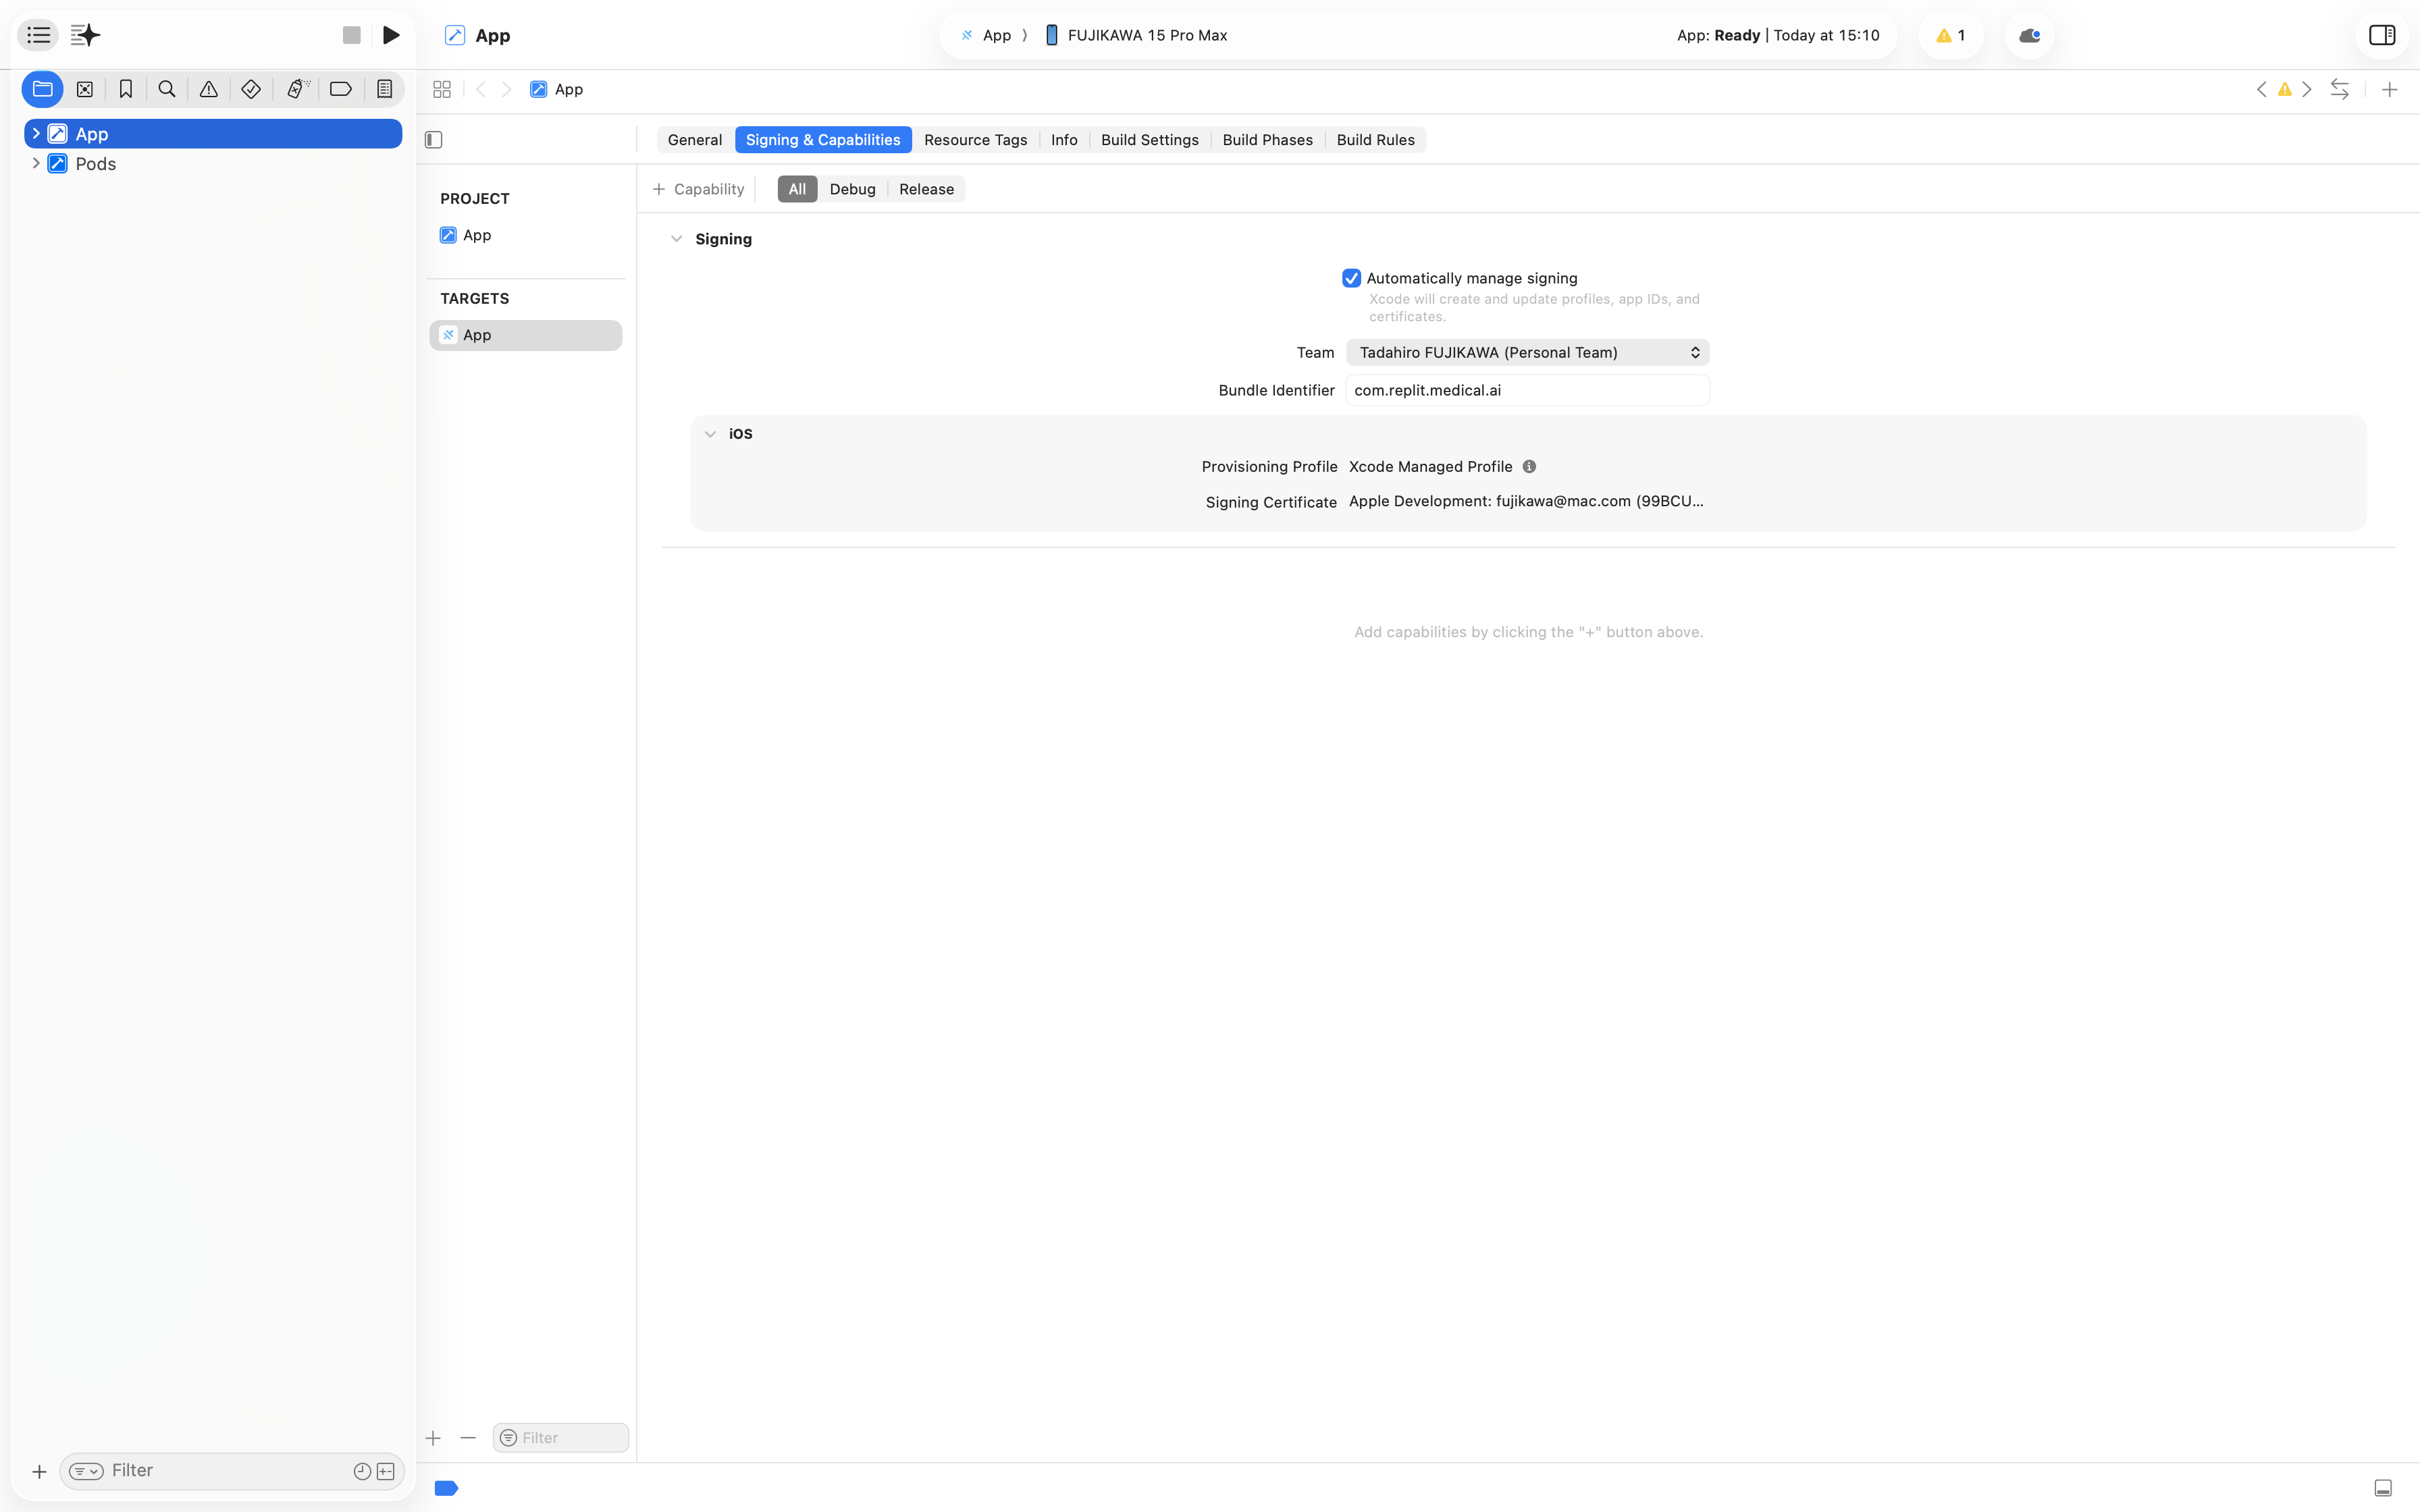 App
App 〉 FUJIKAWA 15 Pro Max
App: Ready | Today at 15:10
1
App
App
Pods
General
Signing & Capabilities
Resource Tags
Info
Build Settings
Build Phases
Build Rules
PROJECT
App
TARGETS
App
Capability
All
Debug
Release
Signing
Automatically manage signing
Xcode will create and update profiles, app IDs, and
certificates.
Team Tadahiro FUJIKAWA (Personal Team)
Bundle Identifier com.replit.medical.ai
iOS
Provisioning Profile Xcode Managed Profile
Signing Certificate Apple Development: fujikawa@mac.com (99BCU...
Add capabilities by clicking the "+" button above.
Filter
Filter